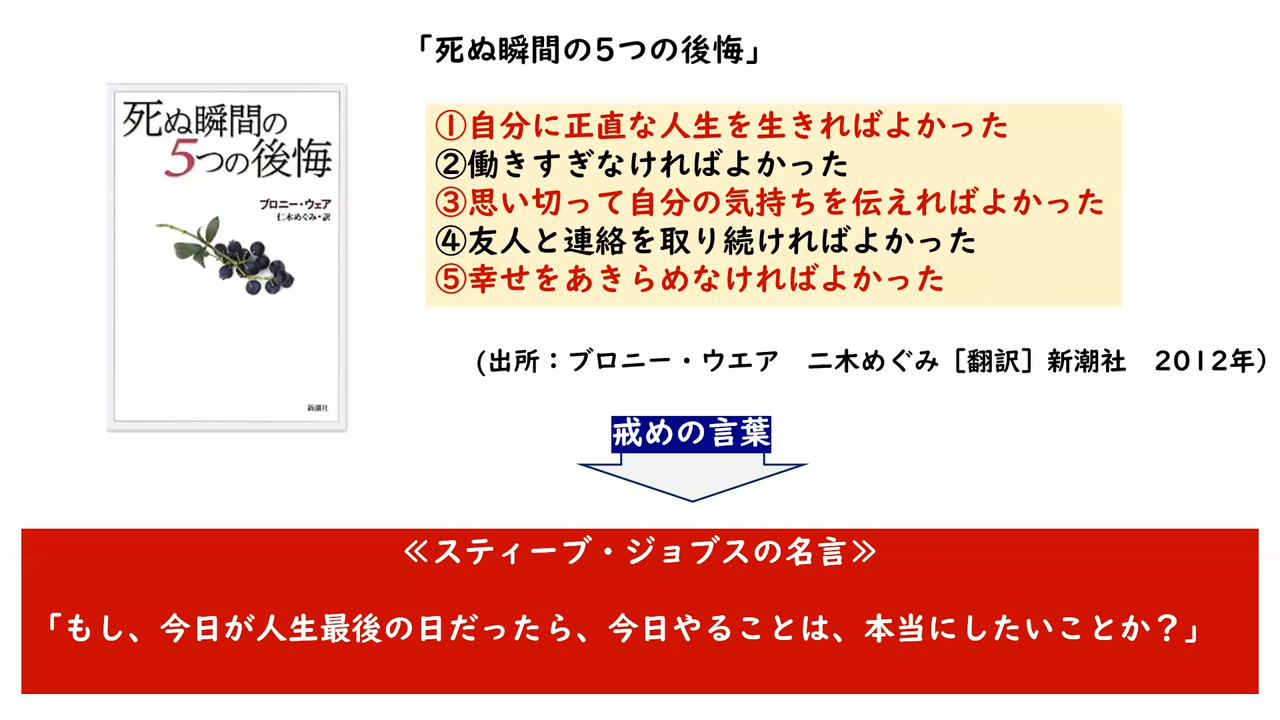 「死ぬ瞬間の5つの後悔」
死ぬ瞬間の
5つの後悔
ブロニー・ウェア
仁木めぐみ・訳
新潮社
①自分に正直な人生を生きればよかった
②働きすぎなければよかった
③思い切って自分の気持ちを伝えればよかった
④友人と連絡を取り続ければよかった
⑤幸せをあきらめなければよかった
(出所：ブロニー・ウエア　二木めぐみ［翻訳］新潮社　2012年)
戒めの言葉
≪スティーブ・ジョブスの名言≫
「もし、今日が人生最後の日だったら、今日やることは、本当にしたいことか？」